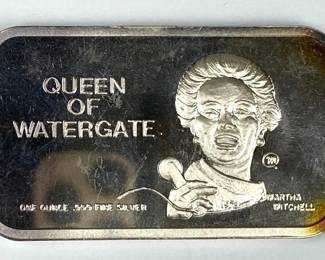 QUEEN
OF
WATERGATE
ONE OUNCE .999 FINE SILVER
MARTHA
MITCHELL